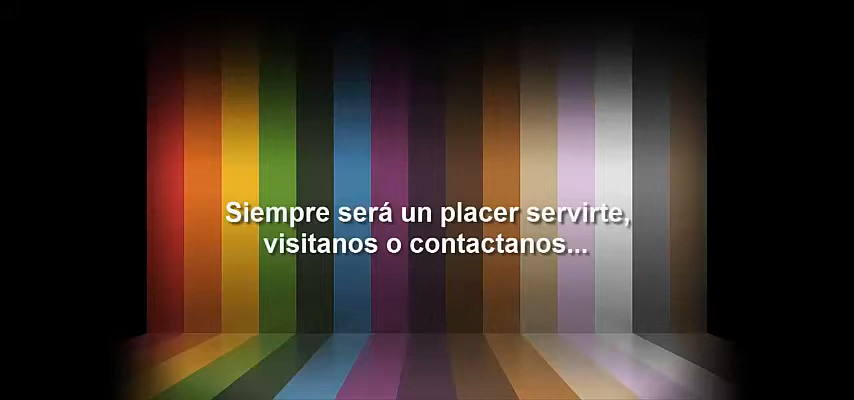 Siempre será un placer servirte,
visitanos o contactanos...